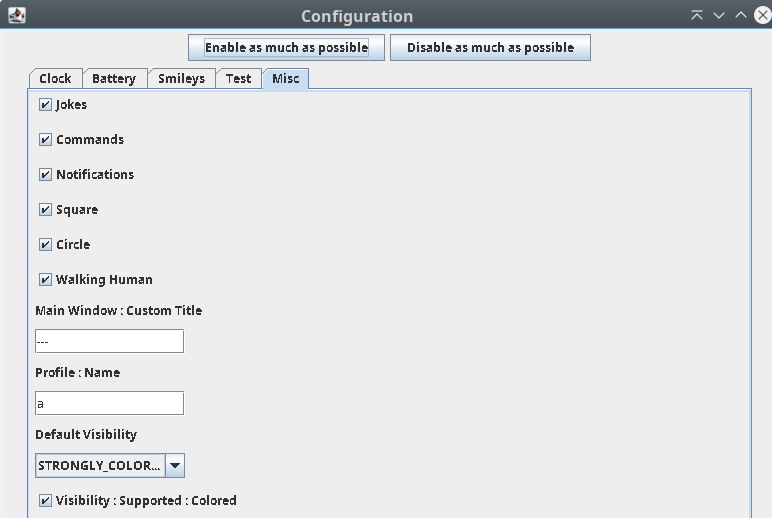 Configuration
Enable as much as possible Disable as much as possible
Clock Battery Smileys Test Misc
Jokes
Commands
Notifications
Square
Circle
Walking Human
Main Window : Custom Title
---
Profile : Name
a
Default Visibility
STRONGLY_COLOR...
Visibility : Supported : Colored